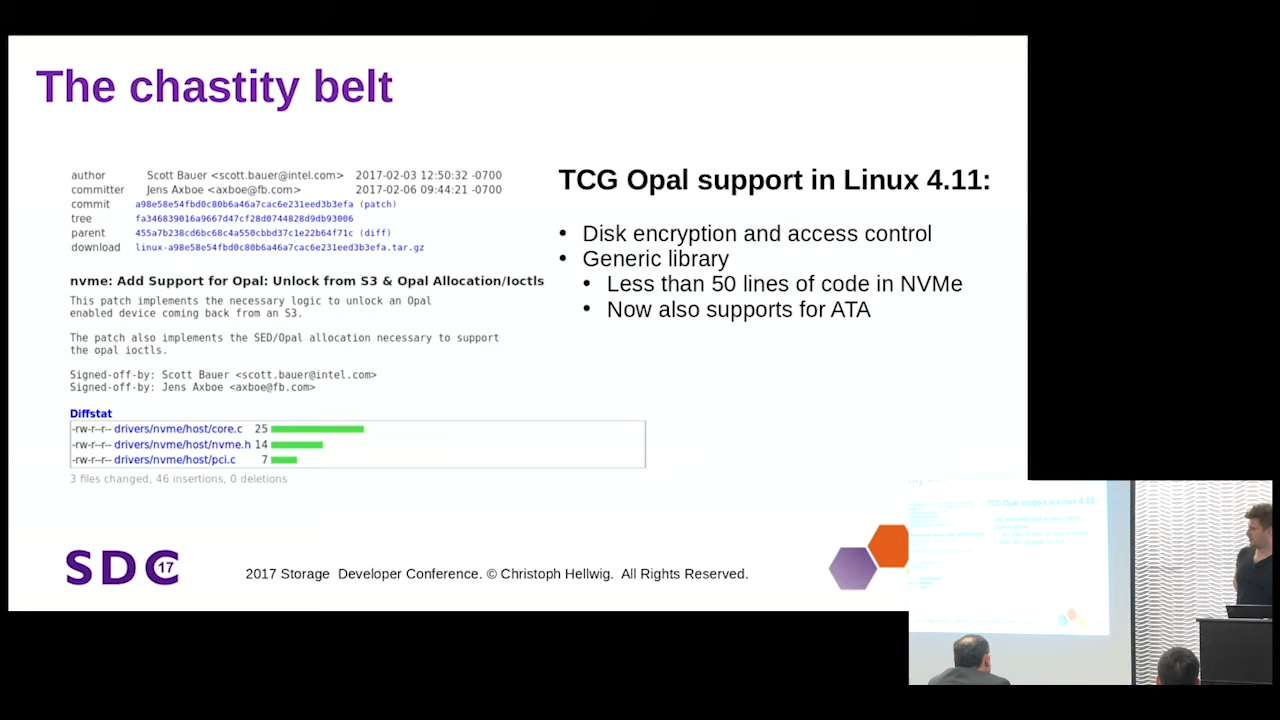 The chastity belt
author Scott Bauer <scott.bauer@intel.com> 2017-02-03 12:50:32 -0700
committer Jens Axboe <axboe@fb.com> 2017-02-06 09:44:21 -0700
commit a98e58e54fbd0c80b6a46a7cac6e231eed3b3efa (patch)
tree fa346839016a9667d47cf28d0744828d9db93006
parent 455a7b238cd6bc68c4a550cbbd37c1e22b64f71c (diff)
download linux-a98e58e54fbd0c80b6a46a7cac6e231eed3b3efa.tar.gz
nvme: Add Support for Opal: Unlock from S3 & Opal Allocation/Ioctls
This patch implements the necessary logic to unlock an Opal
enabled device coming back from an S3.
The patch also implements the SED/Opal allocation necessary to support
the opal ioctls.
Signed-off-by: Scott Bauer <scott.bauer@intel.com>
Signed-off-by: Jens Axboe <axboe@fb.com>
Diffstat
-rw-r--r-- drivers/nvme/host/core.c 25
-rw-r--r-- drivers/nvme/host/nvme.h 14
-rw-r--r-- drivers/nvme/host/pci.c 7
3 files changed, 46 insertions, 0 deletions
TCG Opal support in Linux 4.11:
• Disk encryption and access control
• Generic library
• Less than 50 lines of code in NVMe
• Now also supports for ATA
SDC 17
2017 Storage Developer Conference. © Christoph Hellwig. All Rights Reserved.
TCG Opal support in Linux 4.11: